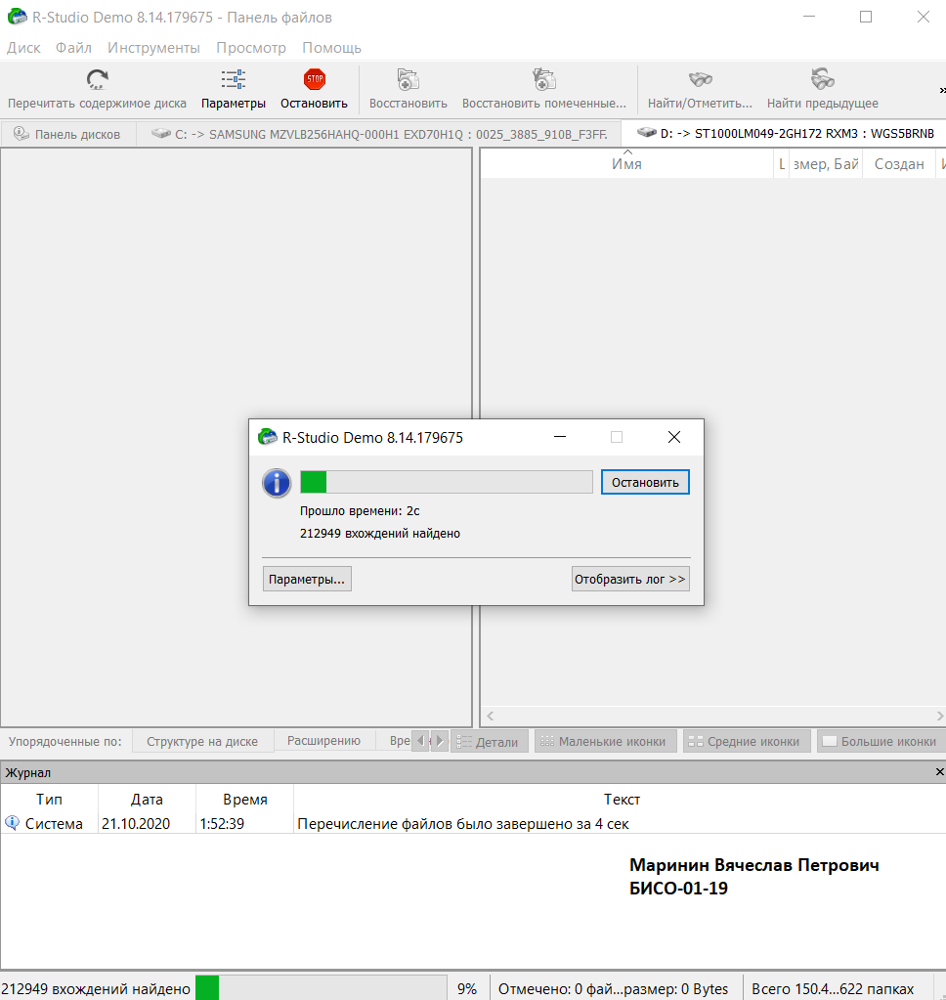 R-Studio Demo 8.14.179675 - Панель файлов
Диск Файл Инструменты Просмотр Помощь
Перечитать содержимое диска Параметры Остановить Восстановить Восстановить помеченные... Найти/Отметить... Найти предыдущее »
Панель дисков C: -> SAMSUNG MZVLB256HAHQ-000H1 EXD70H1Q : 0025_3885_910B_F3FF. D: -> ST1000LM049-2GH172 RXM3 : WGS5BRNB
Имя L змер, Бай Создан И
R-Studio Demo 8.14.179675
Остановить
Прошло времени: 2с
212949 вхождений найдено
Параметры... Отобразить лог >>
Упорядоченные по: Структуре на диске Расширению Вре Детали Маленькие иконки Средние иконки Большие иконки
Журнал
Тип Дата Время Текст
Система 21.10.2020 1:52:39 Перечисление файлов было завершено за 4 сек
Маринин Вячеслав Петрович
БИСО-01-19
212949 вхождений найдено 9% Отмечено: 0 фай...размер: 0 Bytes Всего 150.4...622 папках